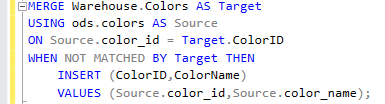 MERGE Warehouse.Colors AS Target
USING ods.colors AS Source
ON Source.color_id = Target.ColorID
WHEN NOT MATCHED BY Target THEN
INSERT (ColorID,ColorName)
VALUES (Source.color_id,Source.color_name);